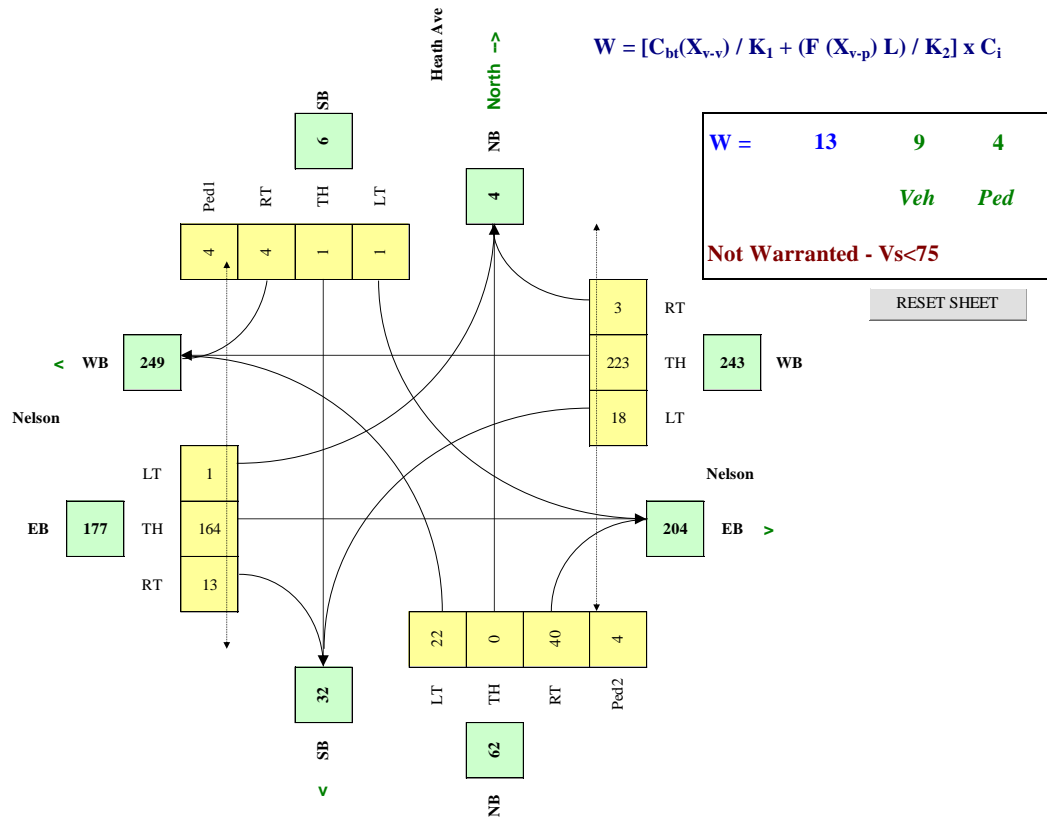 W = [Cbt(Xv-v) / K1 + (F (Xv-p) L) / K2] x Ci
Heath Ave
North -->
SB
6
NB
4
W = 13 9 4
Veh Ped
Not Warranted - Vs<75
RESET SHEET
Ped1 RT TH LT
4 4 1 1
3 RT
< WB 249
223 TH 243 WB
18 LT
Nelson
LT 1
Nelson
EB 177 TH 164
204 EB >
RT 13
22 0 40 4
LT TH RT Ped2
32
SB
<
62
NB